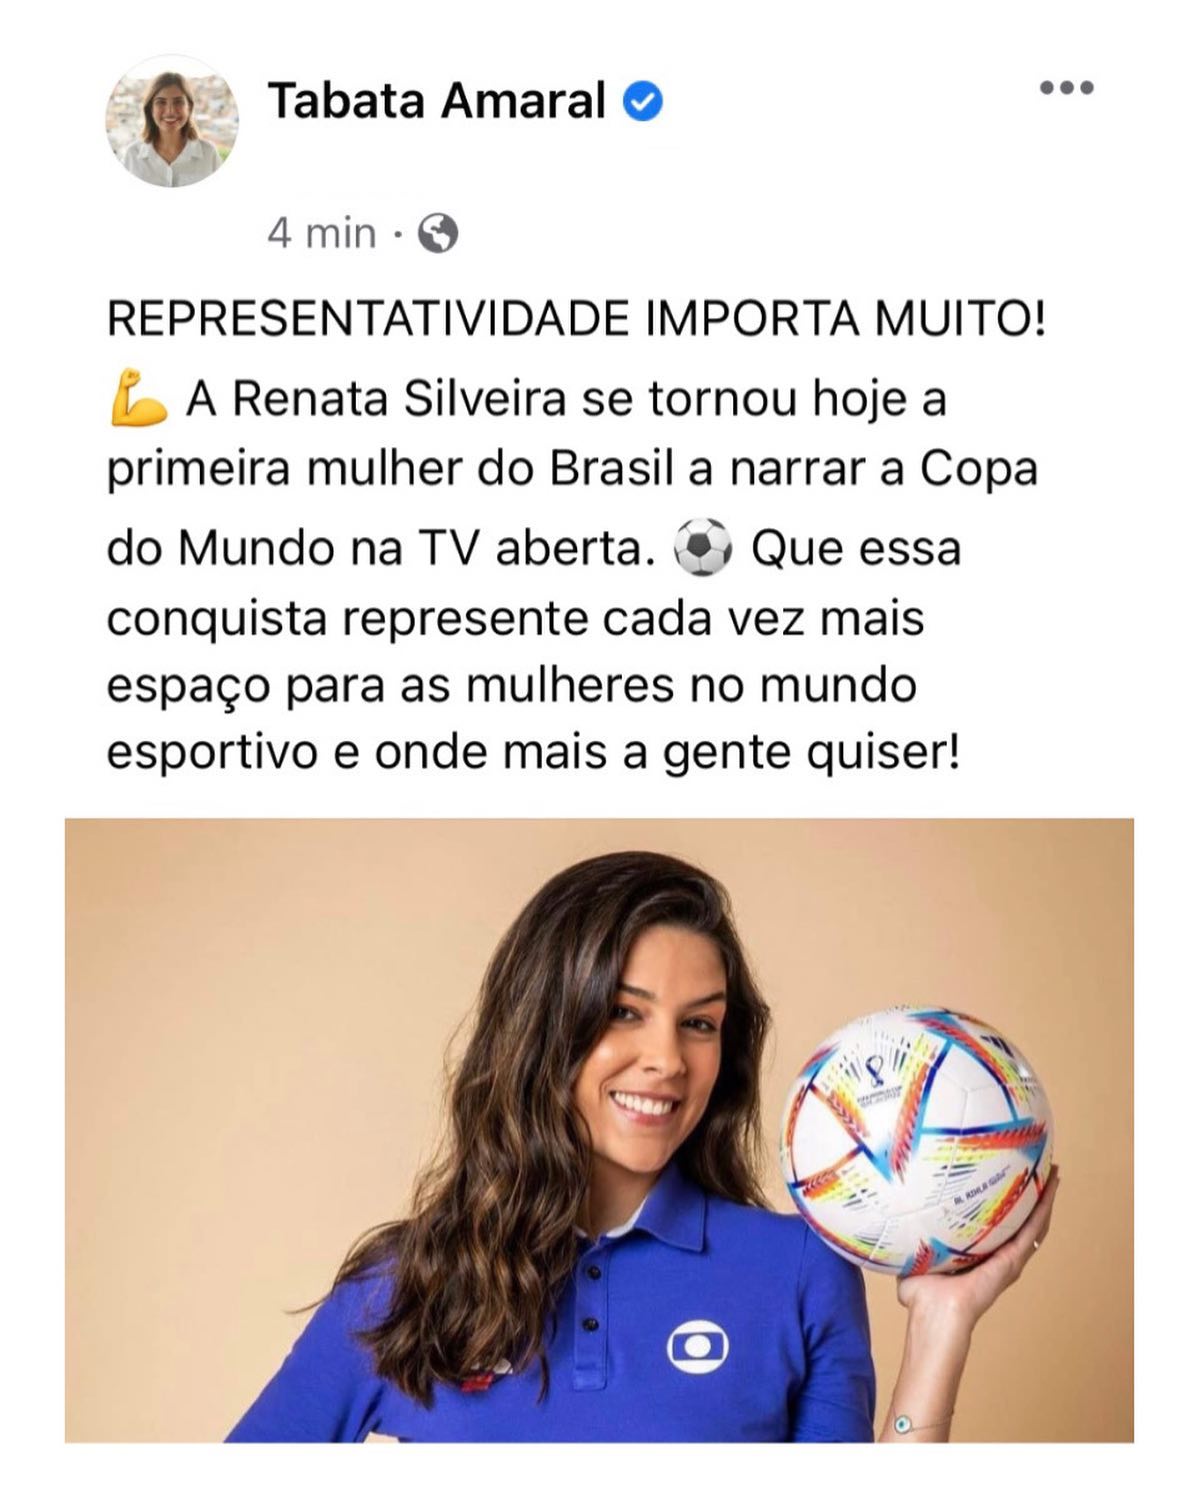 Tabata Amaral
4 min ·
REPRESENTATIVIDADE IMPORTA MUITO!
💪 A Renata Silveira se tornou hoje a
primeira mulher do Brasil a narrar a Copa
do Mundo na TV aberta. ⚽ Que essa
conquista represente cada vez mais
espaço para as mulheres no mundo
esportivo e onde mais a gente quiser!